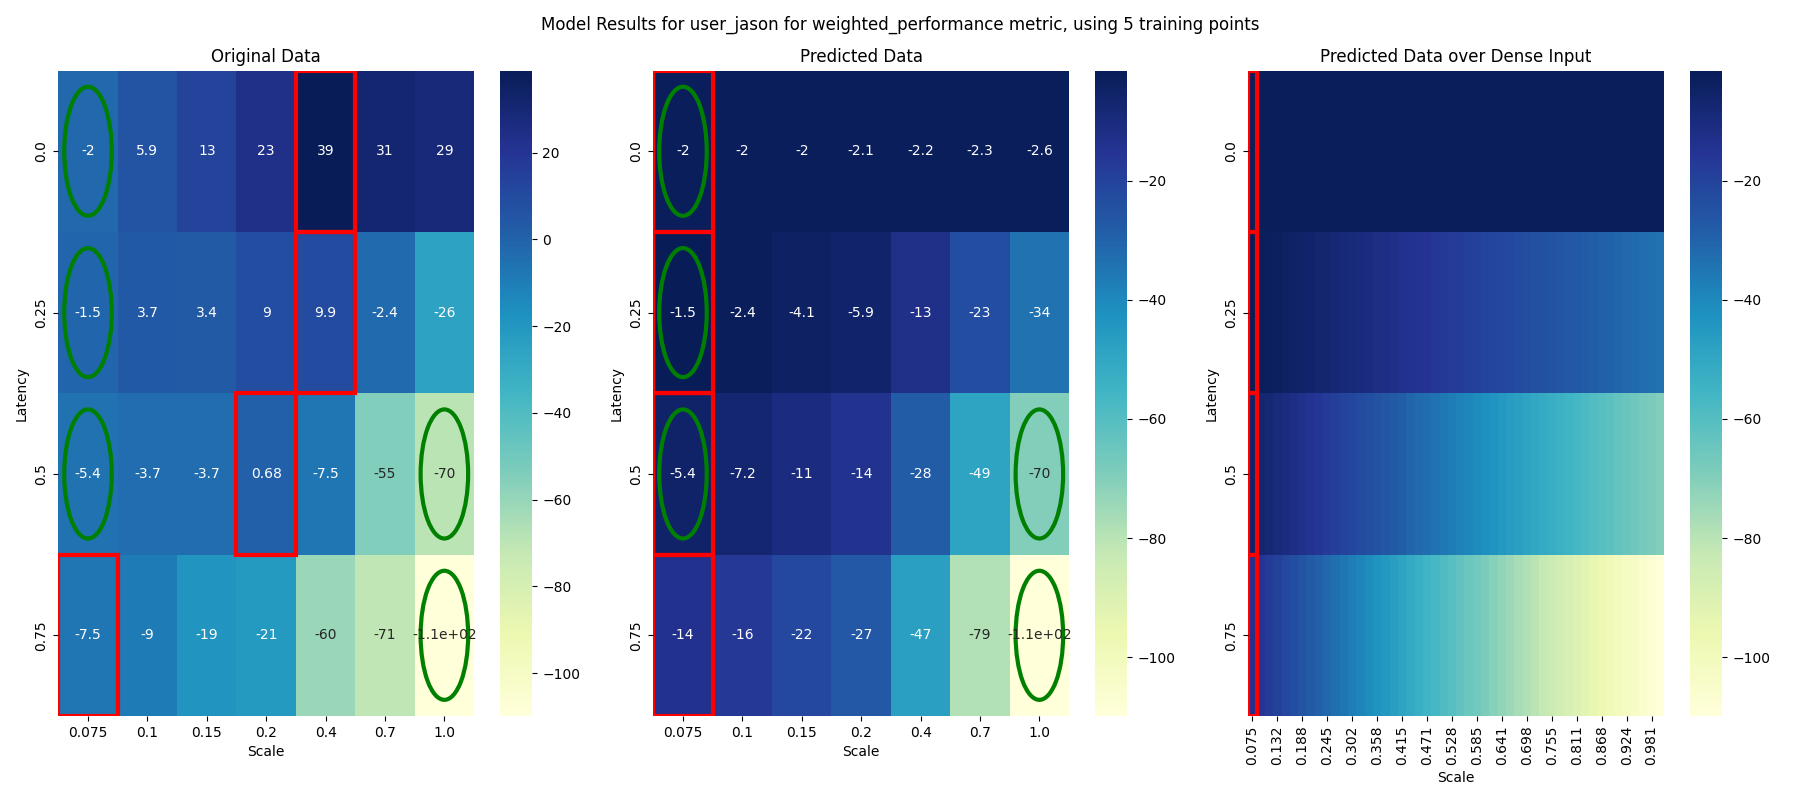 Model Results for user_jason for weighted_performance metric, using 5 training points
Original Data
Latency
0.0
0.25
0.5
0.75
-2 5.9 13 23 39 31 29
-1.5 3.7 3.4 9 9.9 -2.4 -26
-5.4 -3.7 -3.7 0.68 -7.5 -55 -70
-7.5 -9 -19 -21 -60 -71 -1.1e+02
0.075 0.1 0.15 0.2 0.4 0.7 1.0
Scale
20
0
−20
−40
−60
−80
−100
Predicted Data
Latency
0.0
0.25
0.5
0.75
-2 -2 -2 -2.1 -2.2 -2.3 -2.6
-1.5 -2.4 -4.1 -5.9 -13 -23 -34
-5.4 -7.2 -11 -14 -28 -49 -70
-14 -16 -22 -27 -47 -79 -1.1e+02
0.075 0.1 0.15 0.2 0.4 0.7 1.0
Scale
−20
−40
−60
−80
−100
Predicted Data over Dense Input
Latency
0.0
0.25
0.5
0.75
0.075 0.132 0.188 0.245 0.302 0.358 0.415 0.471 0.528 0.585 0.641 0.698 0.755 0.811 0.868 0.924 0.981
Scale
−20
−40
−60
−80
−100